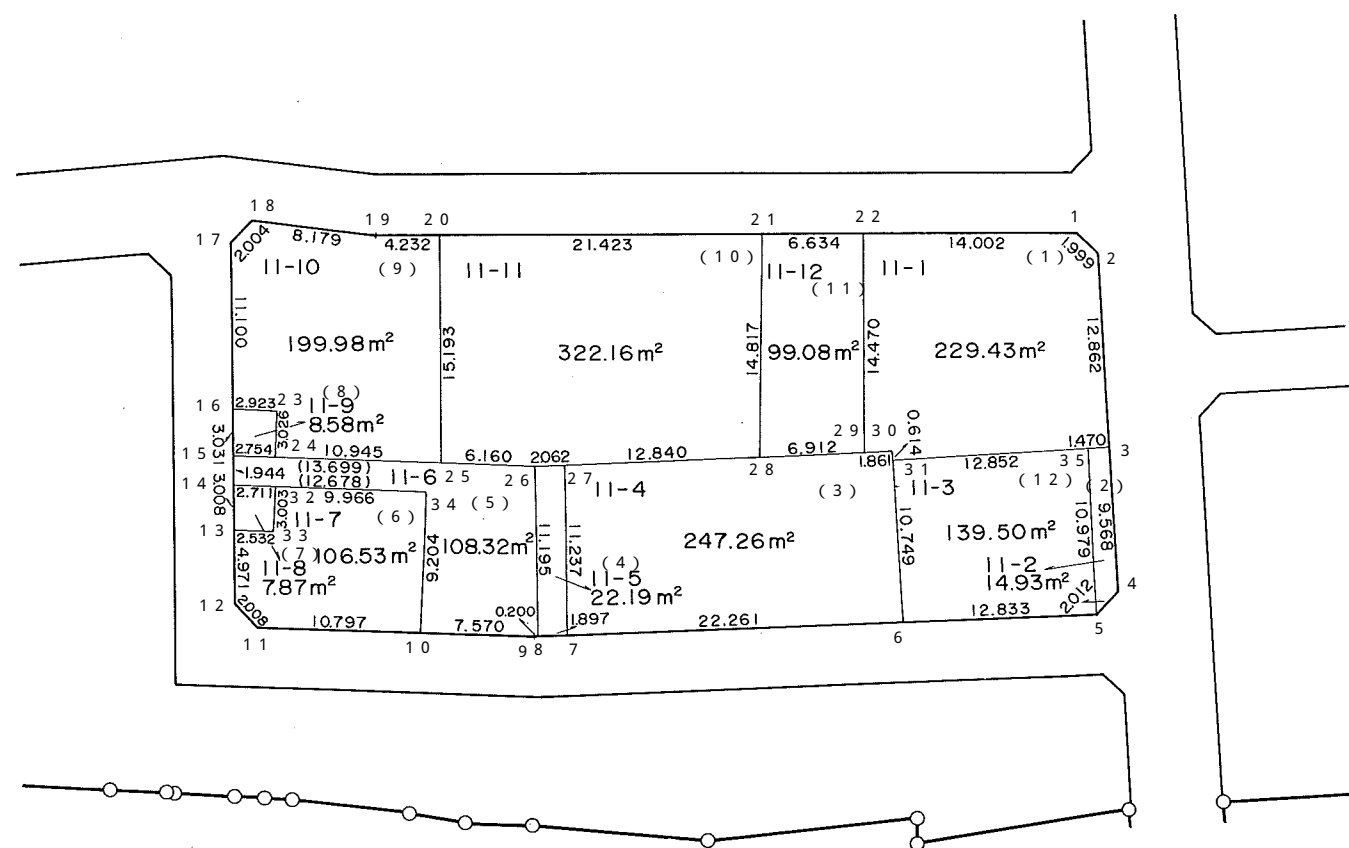 18 19 20 21 22 1
17 2.004 8.179 4.232 21.423 6.634 14.002 1.999 2
11-10 (9) 11-11 (10) 11-12 (11) 11-1 (1)
11.100 15.193 14.817 14.470 12.862
199.98m² 322.16m² 99.08m² 229.43m²
16 2.923 23 (8) 11-9
3.031 3.026 8.58m² 29 30 0.614
15 2.754 24 10.945 6.160 2.062 12.840 6.912 1.861 12.852 1.470 3
1.944 (13.699) 11-6 25 26 27 28 31 35
14 (12.678) 11-4 (3) 11-3 (12) (2)
3.008 2.711 3.003 32 9.966 34 (5)
11-7 (6)
13 2.532 33 11.195 11.237 10.749 10.979 9.568
4.971 (7) 106.53m² 9.204 108.32m² 247.26m² 139.50m²
11-8 (4) 11-2
7.87m² 11-5 14.93m² 4
12 22.19m²
2.008 10.797 7.570 0.200 1.897 22.261 12.833 2.012
11 10 9 8 7 6 5